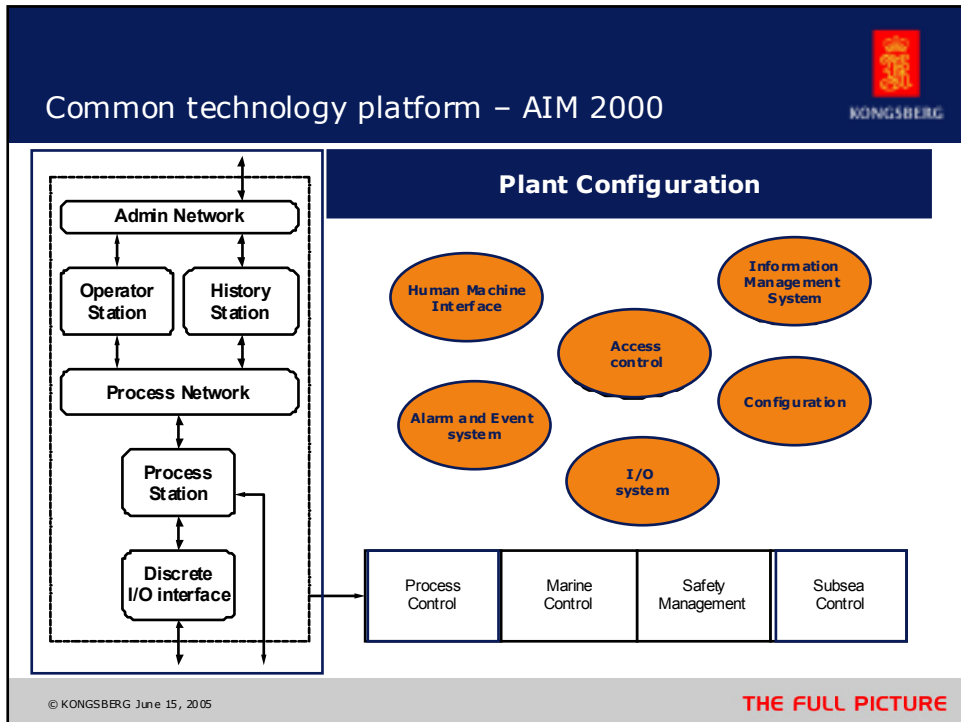 Common technology platform – AIM 2000
KONGSBERG
Plant Configuration
Admin Network
Operator
Station
History
Station
Process Network
Process
Station
Discrete
I/O interface
Human Machine
Interface
Information
Management
System
Access
control
Alarm and Event
system
Configuration
I/O
system
Process
Control
Marine
Control
Safety
Management
Subsea
Control
© KONGSBERG June 15, 2005
THE FULL PICTURE